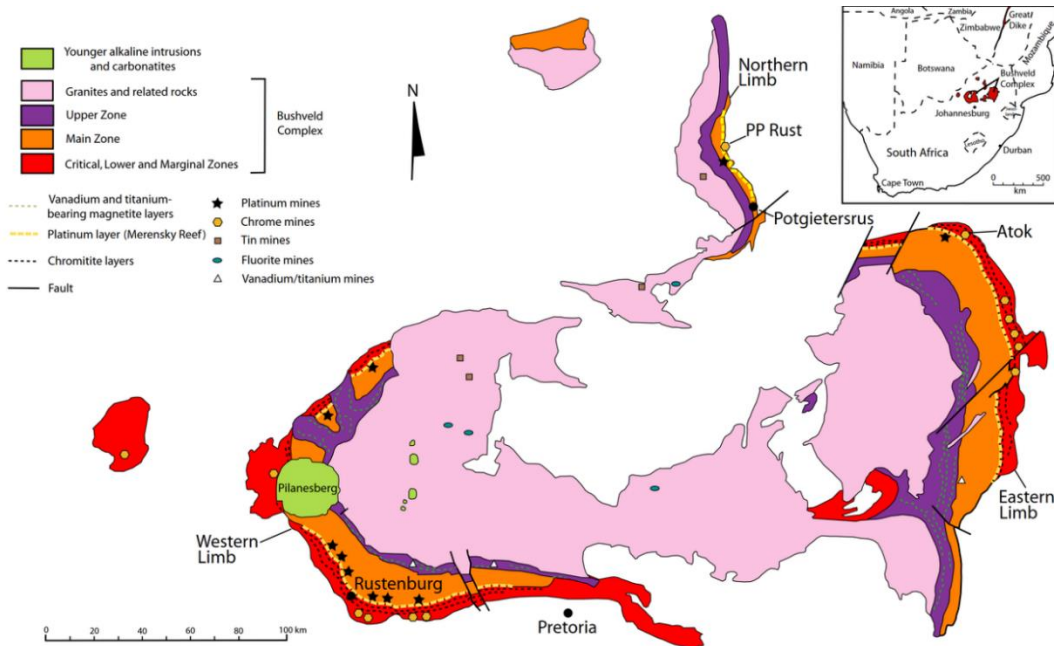 Younger alkaline intrusions
and carbonatites
Granites and related rocks
Upper Zone
Main Zone
Critical, Lower and Marginal Zones
Bushveld
Complex
Vanadium and titanium-
bearing magnetite layers
Platinum layer (Merensky Reef)
Chromitite layers
Fault
Platinum mines
Chrome mines
Tin mines
Fluorite mines
Vanadium/titanium mines
N
Northern
Limb
PP Rust
Potgietersrus
Atok
Eastern
Limb
Pilanesberg
Western
Limb
Rustenburg
Pretoria
0 20 40 60 80 100 km
Angola
Zambia
Zimbabwe
Great
Dike
Mozambique
Namibia
Botswana
Bushveld
Complex
Johannesburg
South Africa
Lesotho
Durban
Cape Town
0 500
km